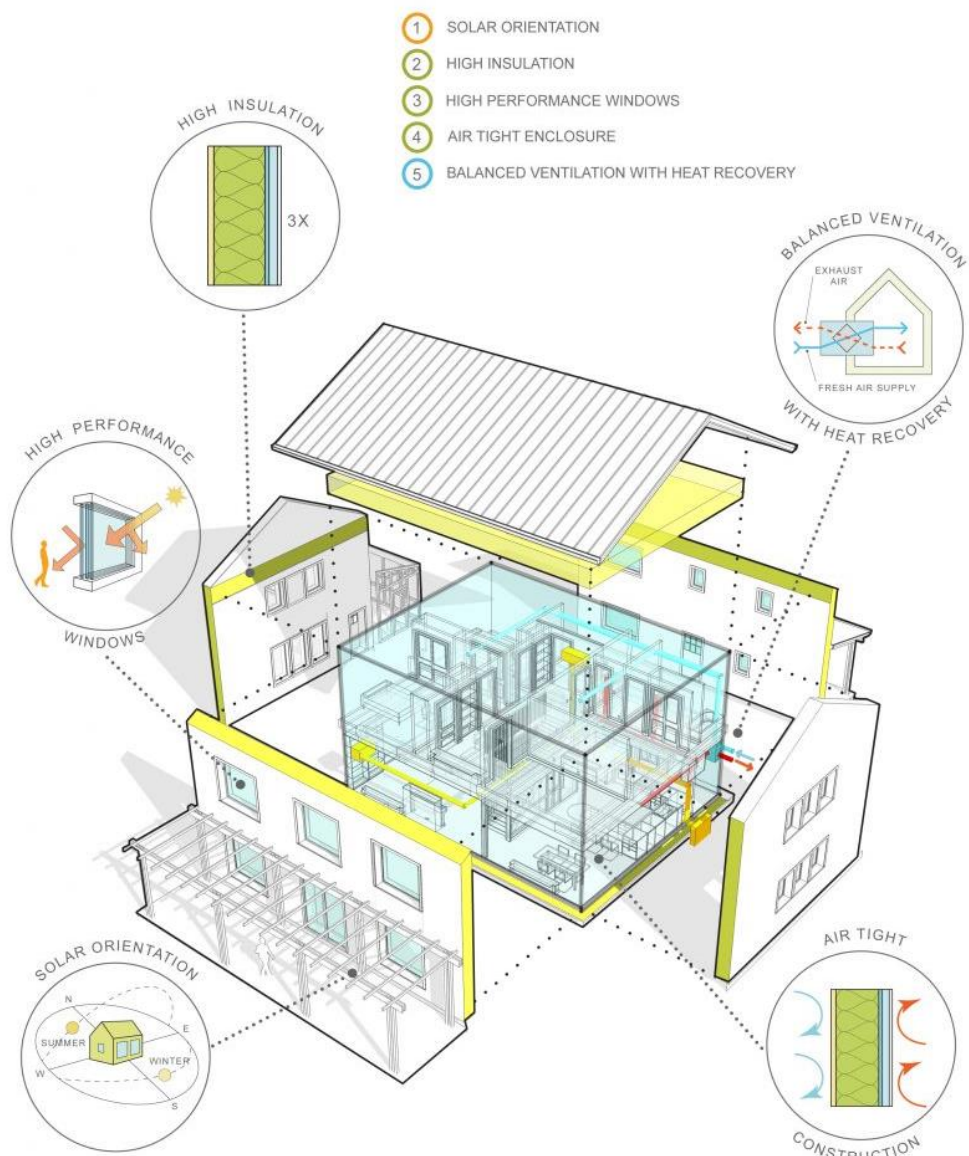 1 SOLAR ORIENTATION
2 HIGH INSULATION
3 HIGH PERFORMANCE WINDOWS
4 AIR TIGHT ENCLOSURE
5 BALANCED VENTILATION WITH HEAT RECOVERY
HIGH INSULATION
3X
BALANCED VENTILATION
EXHAUST
AIR
FRESH AIR SUPPLY
WITH HEAT RECOVERY
HIGH PERFORMANCE
WINDOWS
SOLAR ORIENTATION
N
SUMMER
E
WINTER
W
S
AIR TIGHT
CONSTRUCTION